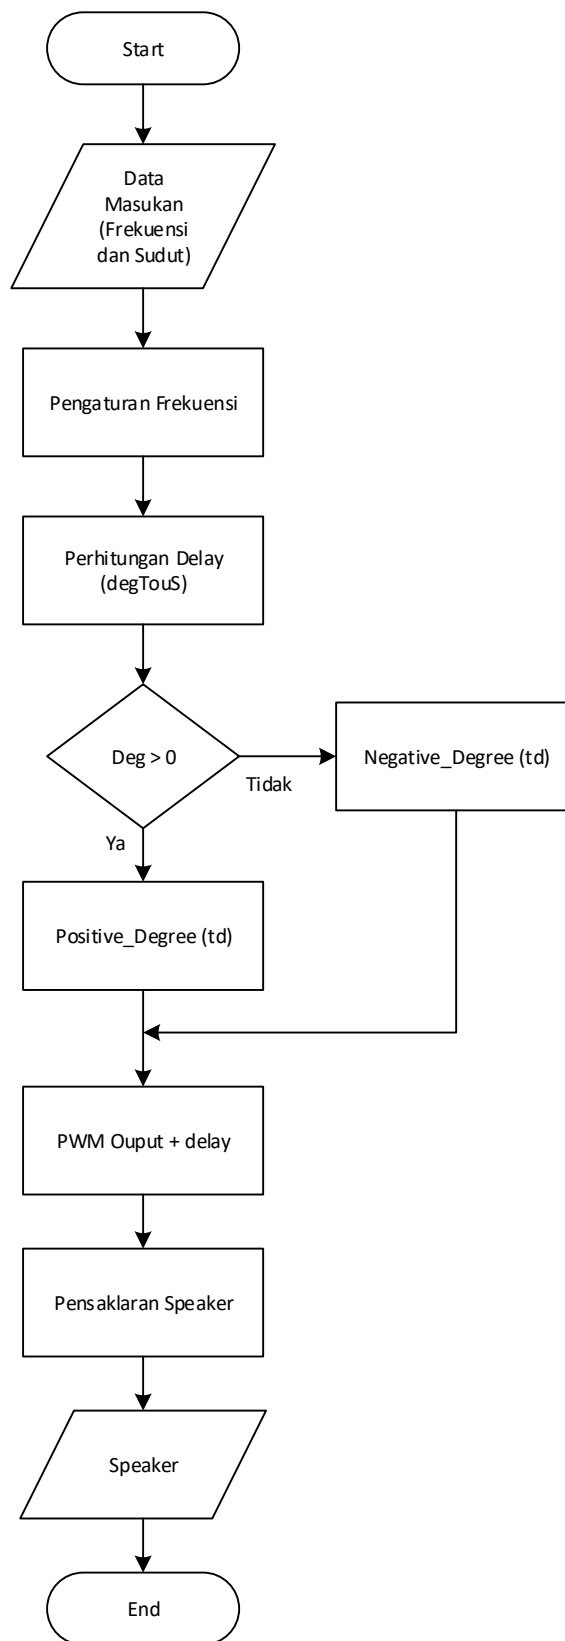 Start
Data
Masukan
(Frekuensi
dan Sudut)
Pengaturan Frekuensi
Perhitungan Delay
(degTouS)
Deg > 0
Tidak
Negative_Degree (td)
Ya
Positive_Degree (td)
PWM Ouput + delay
Pensaklaran Speaker
Speaker
End